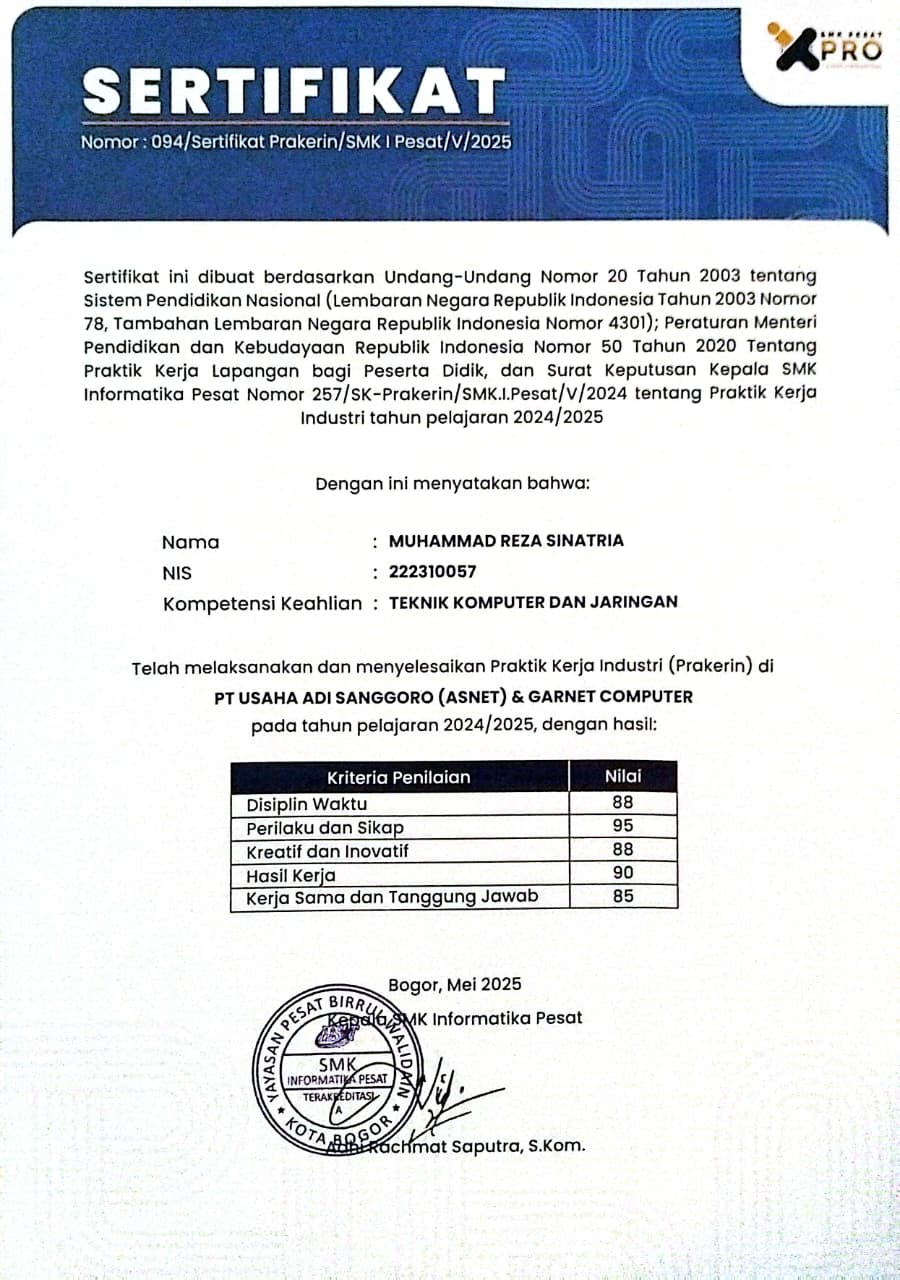 SMK PESAT
PRO
SERTIFIKAT
Nomor : 094/Sertifikat Prakerin/SMK I Pesat/V/2025
Sertifikat ini dibuat berdasarkan Undang-Undang Nomor 20 Tahun 2003 tentang
Sistem Pendidikan Nasional (Lembaran Negara Republik Indonesia Tahun 2003 Nomor
78, Tambahan Lembaran Negara Republik Indonesia Nomor 4301); Peraturan Menteri
Pendidikan dan Kebudayaan Republik Indonesia Nomor 50 Tahun 2020 Tentang
Praktik Kerja Lapangan bagi Peserta Didik, dan Surat Keputusan Kepala SMK
Informatika Pesat Nomor 257/SK-Prakerin/SMK.I.Pesat/V/2024 tentang Praktik Kerja
Industri tahun pelajaran 2024/2025
Dengan ini menyatakan bahwa:
Nama : MUHAMMAD REZA SINATRIA
NIS : 222310057
Kompetensi Keahlian : TEKNIK KOMPUTER DAN JARINGAN
Telah melaksanakan dan menyelesaikan Praktik Kerja Industri (Prakerin) di
PT USAHA ADI SANGGORO (ASNET) & GARNET COMPUTER
pada tahun pelajaran 2024/2025, dengan hasil:
Kriteria Penilaian Nilai
Disiplin Waktu 88
Perilaku dan Sikap 95
Kreatif dan Inovatif 88
Hasil Kerja 90
Kerja Sama dan Tanggung Jawab 85
Bogor, Mei 2025
Kepala SMK Informatika Pesat
YAYASAN PESAT BIRRUL WALIDAIN
SMK
INFORMATIKA PESAT
TERAKREDITASI
A
KOTA BOGOR
Rachmat Saputra, S.Kom.